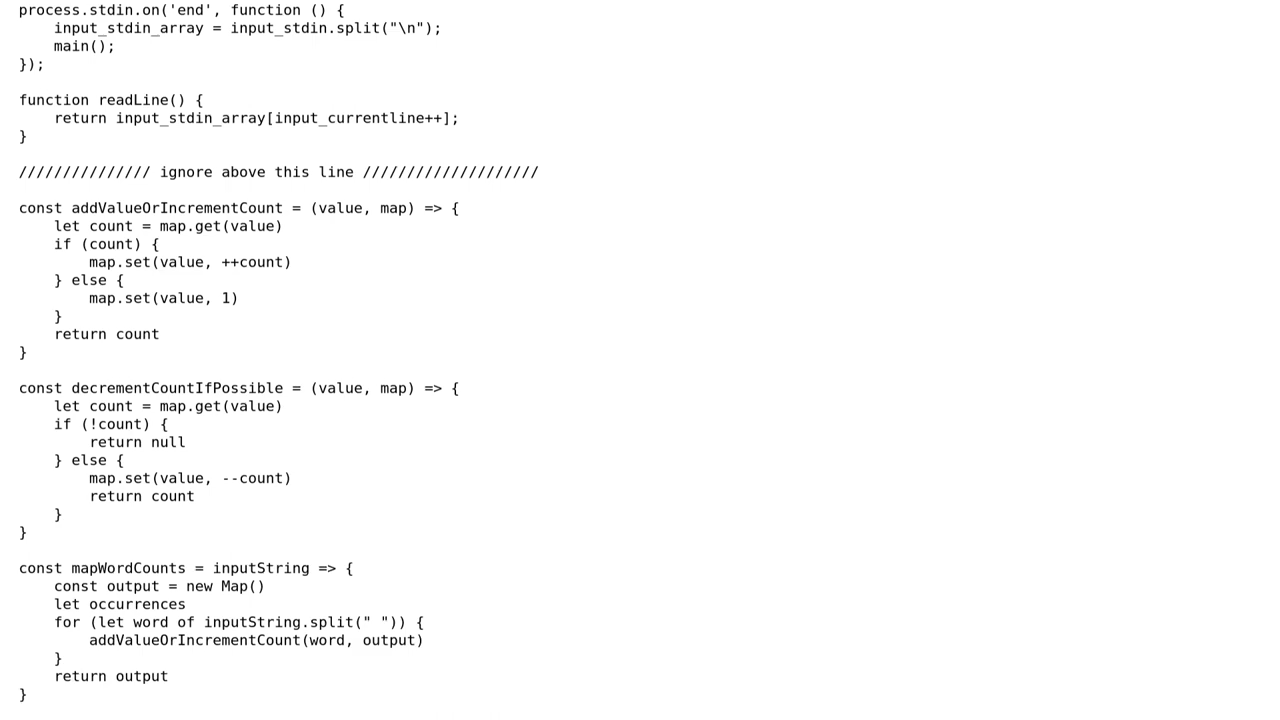 process.stdin.on('end', function () {
    input_stdin_array = input_stdin.split("\n");
    main();
});

function readLine() {
    return input_stdin_array[input_currentline++];
}

/////////////// ignore above this line ////////////////////

const addValueOrIncrementCount = (value, map) => {
    let count = map.get(value)
    if (count) {
        map.set(value, ++count)
    } else {
        map.set(value, 1)
    }
    return count
}

const decrementCountIfPossible = (value, map) => {
    let count = map.get(value)
    if (!count) {
        return null
    } else {
        map.set(value, --count)
        return count
    }
}

const mapWordCounts = inputString => {
    const output = new Map()
    let occurrences
    for (let word of inputString.split(" ")) {
        addValueOrIncrementCount(word, output)
    }
    return output
}